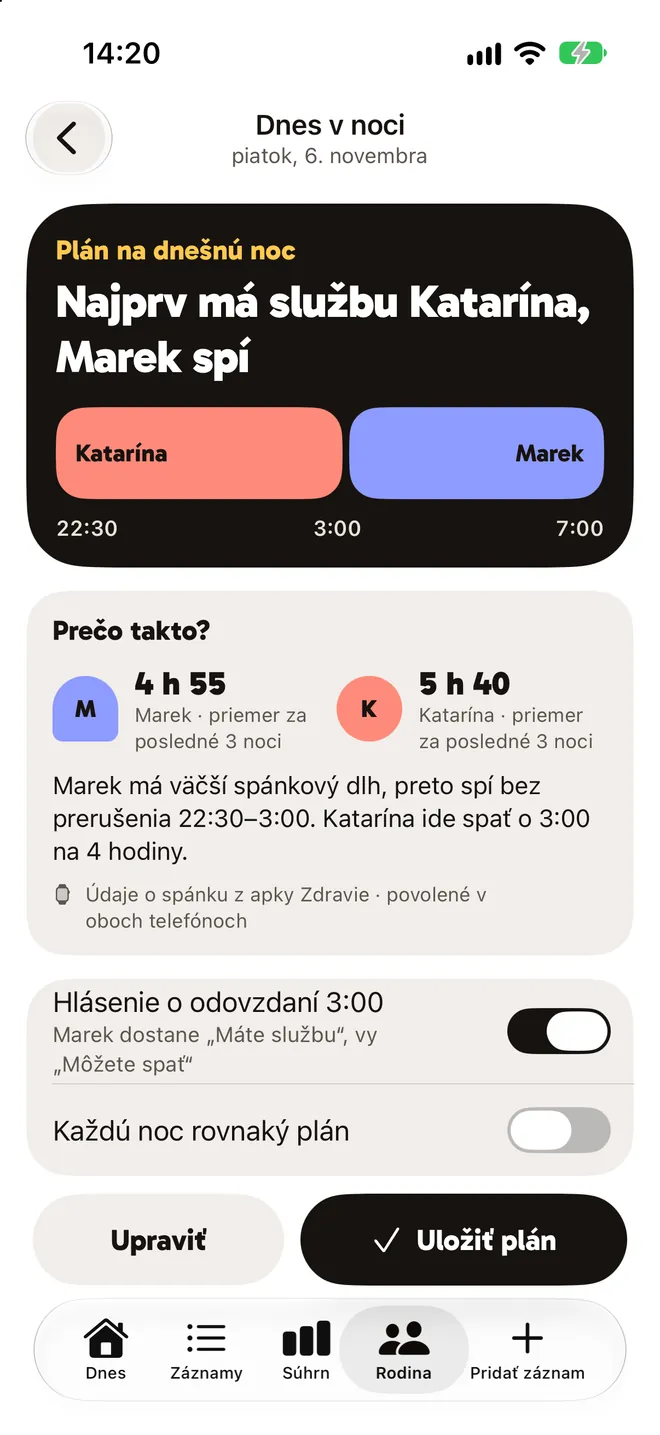 14:20
Dnes v noci
piatok, 6. novembra
Plán na dnešnú noc
Najprv má službu Katarína,
Marek spí
Katarína
Marek
22:30
3:00
7:00
Prečo takto?
M
4 h 55
Marek · priemer za
posledné 3 noci
K
5 h 40
Katarína · priemer
za posledné 3 noci
Marek má väčší spánkový dlh, preto spí bez
prerušenia 22:30–3:00. Katarína ide spať o 3:00
na 4 hodiny.
Údaje o spánku z apky Zdravie · povolené v
oboch telefónoch
Hlásenie o odovzdaní 3:00
Marek dostane „Máte službu“, vy
„Môžete spať“
Každú noc rovnaký plán
Upraviť
Uložiť plán
Dnes
Záznamy
Súhrn
Rodina
Pridať záznam